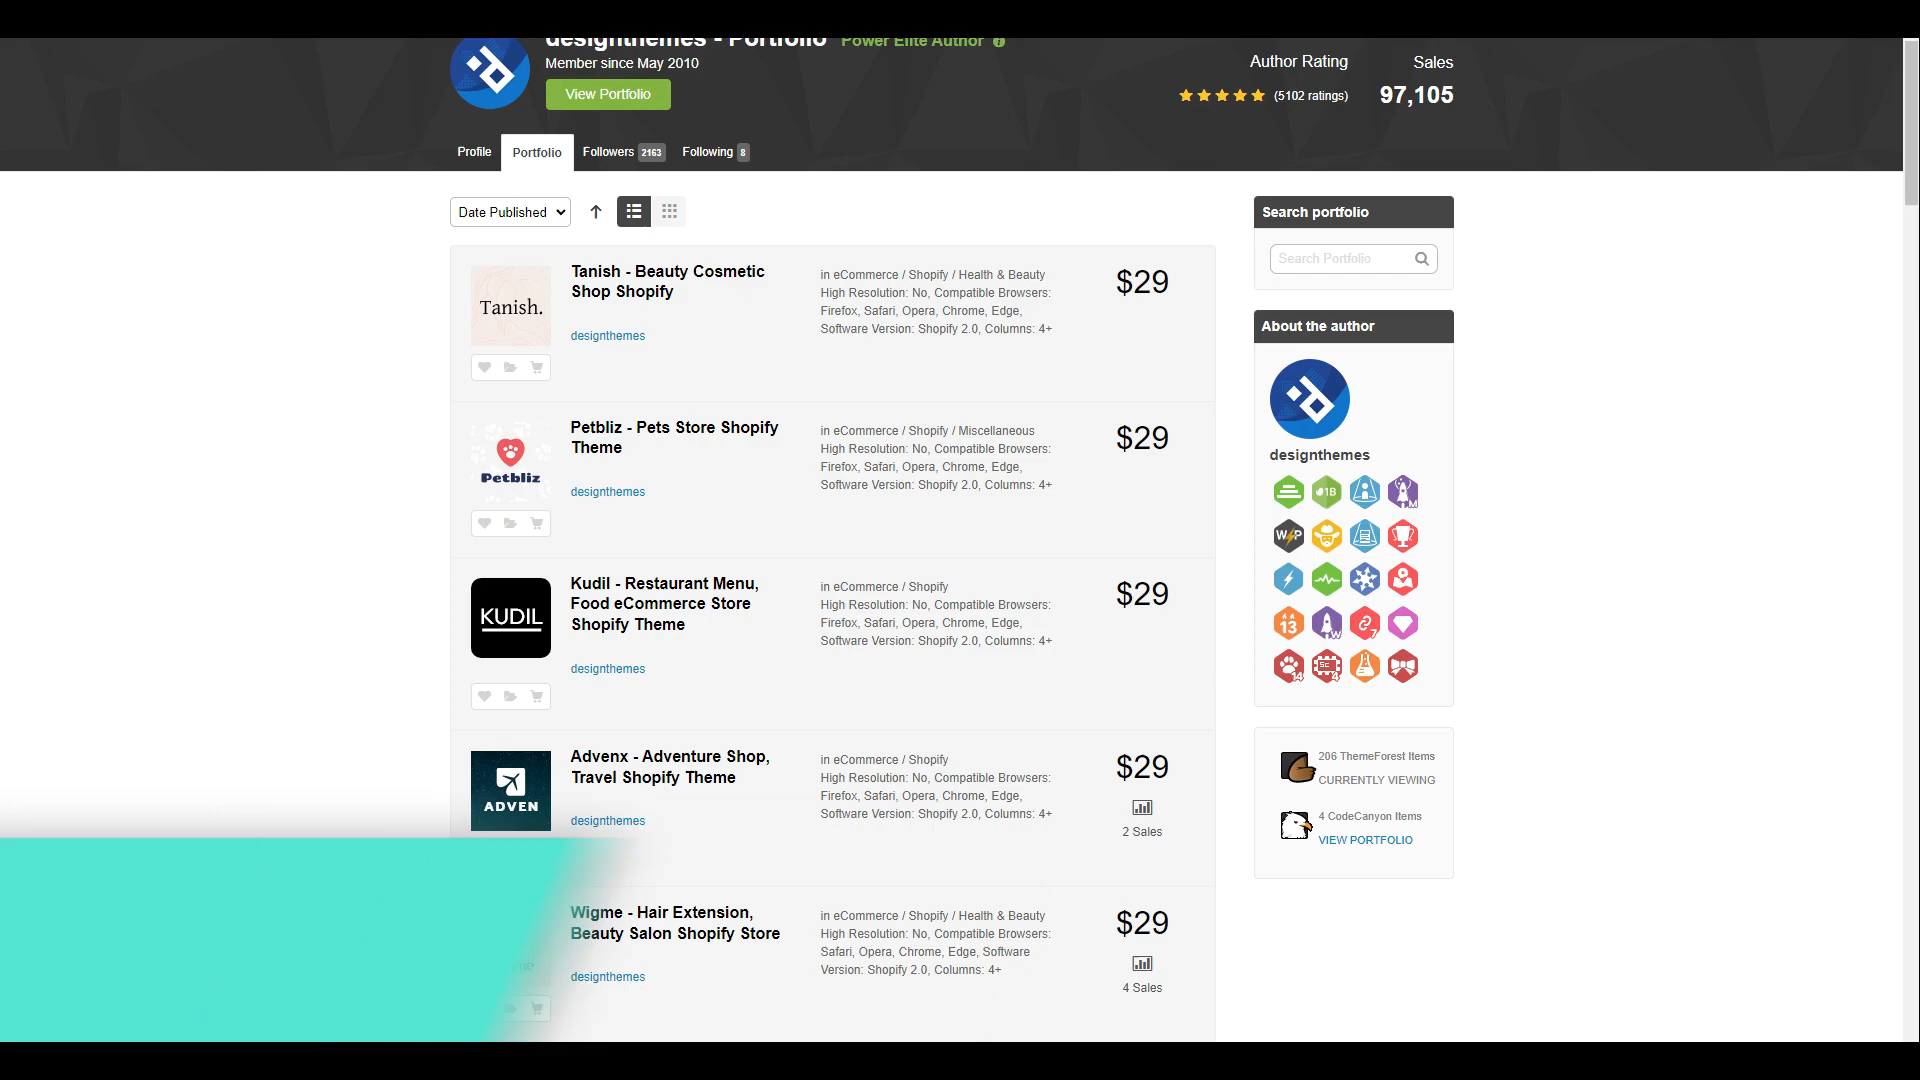 designthemes - Portfolio Power Elite Author
Member since May 2010
View Portfolio
Author Rating
(5102 ratings)
Sales
97,105
Profile
Portfolio
Followers 2163
Following 8
Date Published
Tanish.
Tanish - Beauty Cosmetic
Shop Shopify
designthemes
in eCommerce / Shopify / Health & Beauty
High Resolution: No, Compatible Browsers:
Firefox, Safari, Opera, Chrome, Edge,
Software Version: Shopify 2.0, Columns: 4+
$29
Petbliz
Petbliz - Pets Store Shopify
Theme
designthemes
in eCommerce / Shopify / Miscellaneous
High Resolution: No, Compatible Browsers:
Firefox, Safari, Opera, Chrome, Edge,
Software Version: Shopify 2.0, Columns: 4+
$29
KUDIL
Kudil - Restaurant Menu,
Food eCommerce Store
Shopify Theme
designthemes
in eCommerce / Shopify
High Resolution: No, Compatible Browsers:
Firefox, Safari, Opera, Chrome, Edge,
Software Version: Shopify 2.0, Columns: 4+
$29
ADVEN
Advenx - Adventure Shop,
Travel Shopify Theme
designthemes
in eCommerce / Shopify
High Resolution: No, Compatible Browsers:
Firefox, Safari, Opera, Chrome, Edge,
Software Version: Shopify 2.0, Columns: 4+
$29
2 Sales
Wigme - Hair Extension,
Beauty Salon Shopify Store
designthemes
in eCommerce / Shopify / Health & Beauty
High Resolution: No, Compatible Browsers:
Safari, Opera, Chrome, Edge, Software
Version: Shopify 2.0, Columns: 4+
$29
4 Sales
Search portfolio
Search Portfolio
About the author
designthemes
1B
M
W P
13
W
7
14
SC
4
206 ThemeForest Items
CURRENTLY VIEWING
4 CodeCanyon Items
VIEW PORTFOLIO